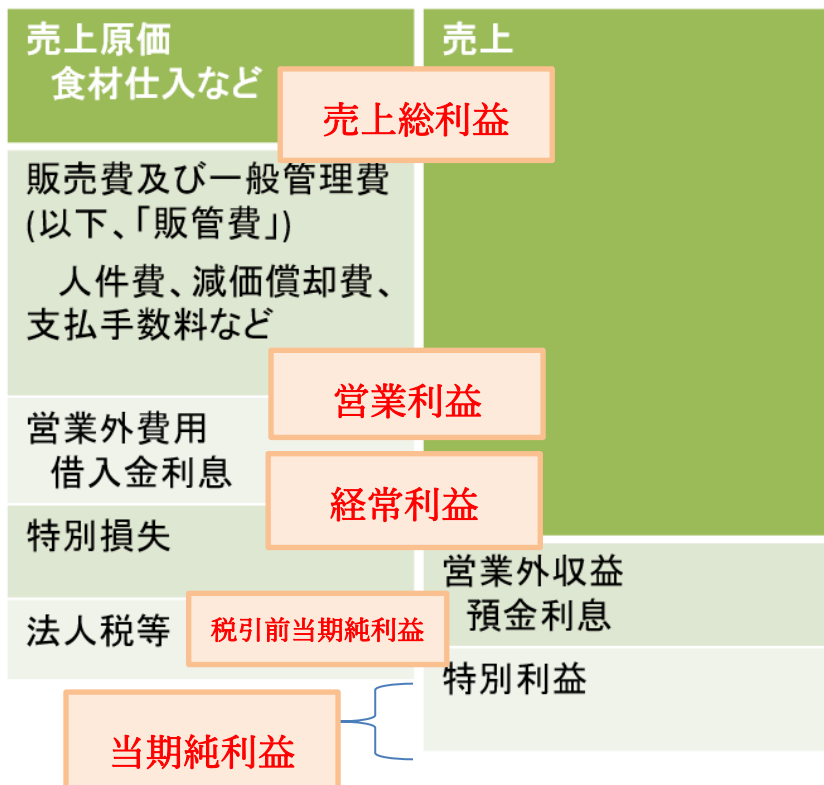 売上原価
食材仕入など
売上
売上総利益
販売費及び一般管理費
(以下、「販管費」)
人件費、減価償却費、
支払手数料など
営業利益
営業外費用
借入金利息
経常利益
特別損失
営業外収益
預金利息
法人税等
税引前当期純利益
特別利益
当期純利益